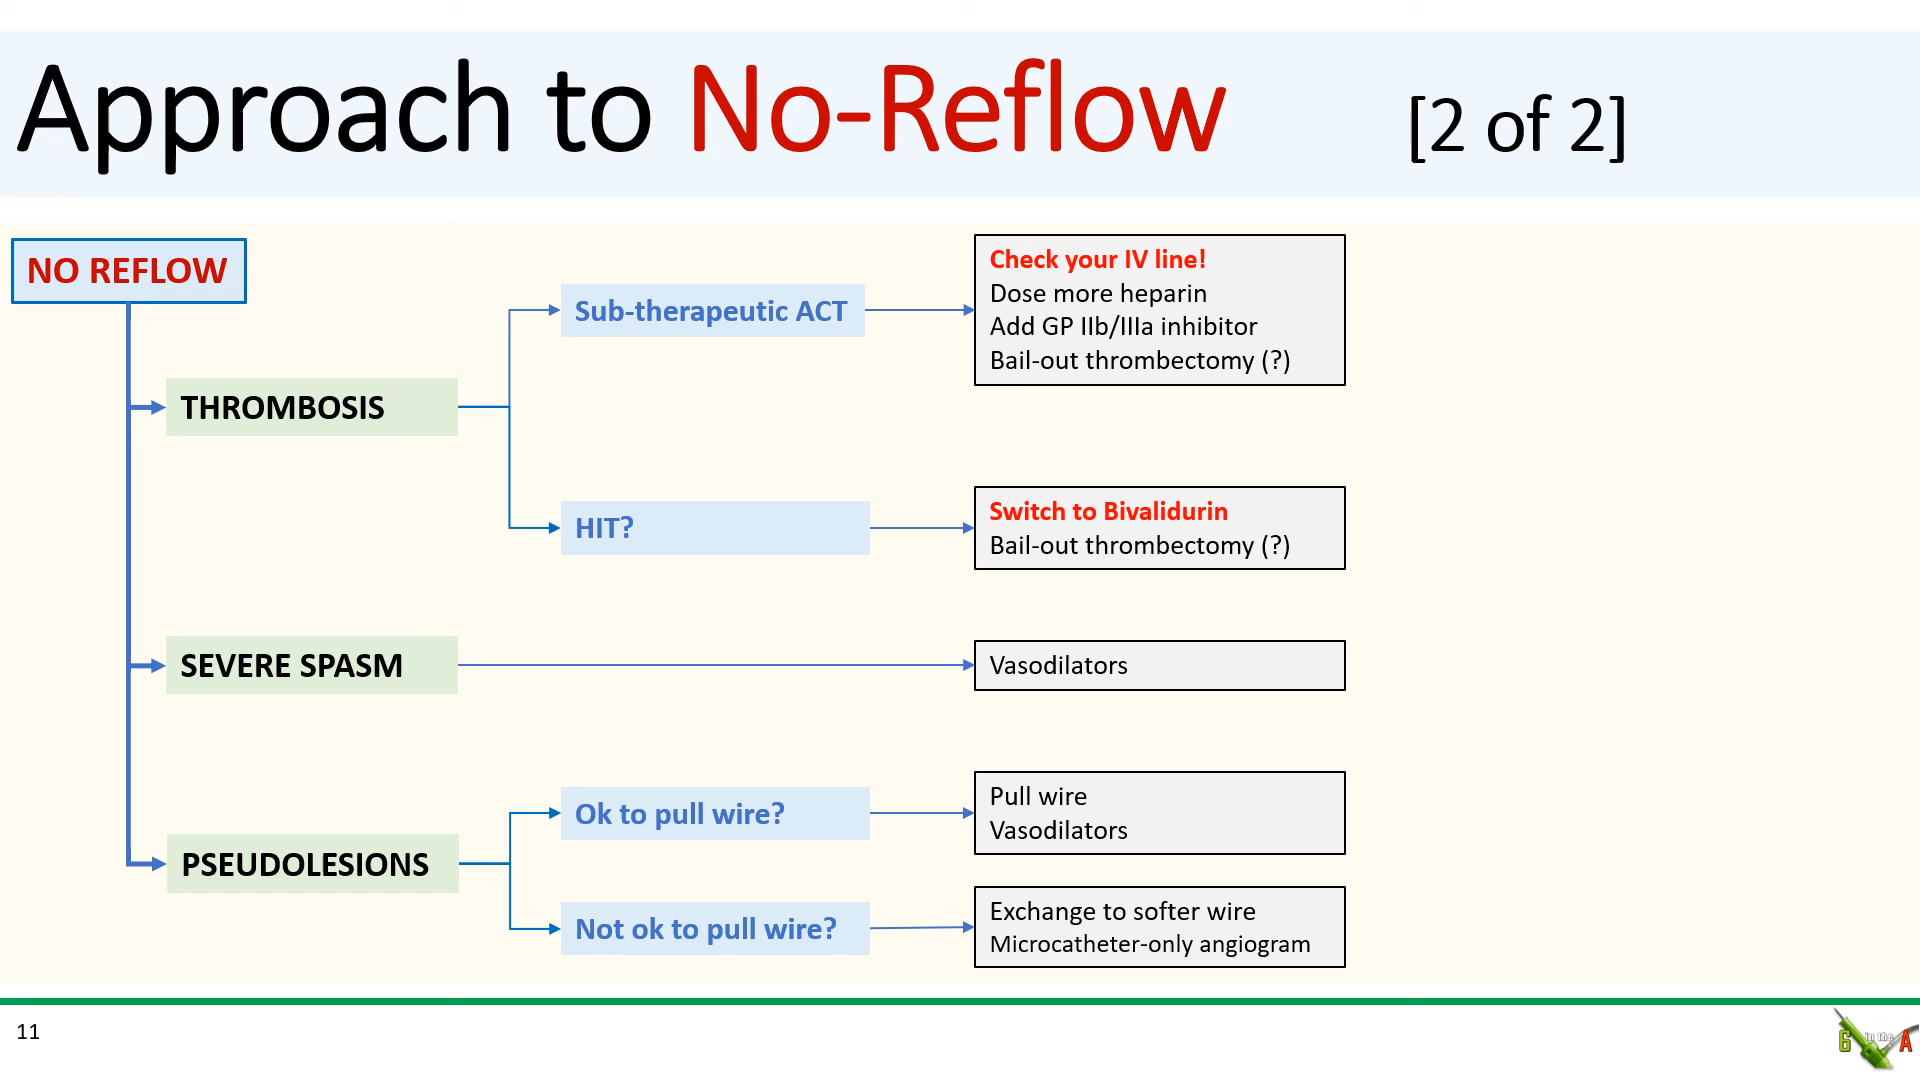 Approach to No-Reflow [2 of 2]
NO REFLOW
THROMBOSIS
Sub-therapeutic ACT
Check your IV line!
Dose more heparin
Add GP IIb/IIIa inhibitor
Bail-out thrombectomy (?)
HIT?
Switch to Bivalidurin
Bail-out thrombectomy (?)
SEVERE SPASM
Vasodilators
PSEUDOLESIONS
Ok to pull wire?
Pull wire
Vasodilators
Not ok to pull wire?
Exchange to softer wire
Microcatheter-only angiogram
11
6 in the A